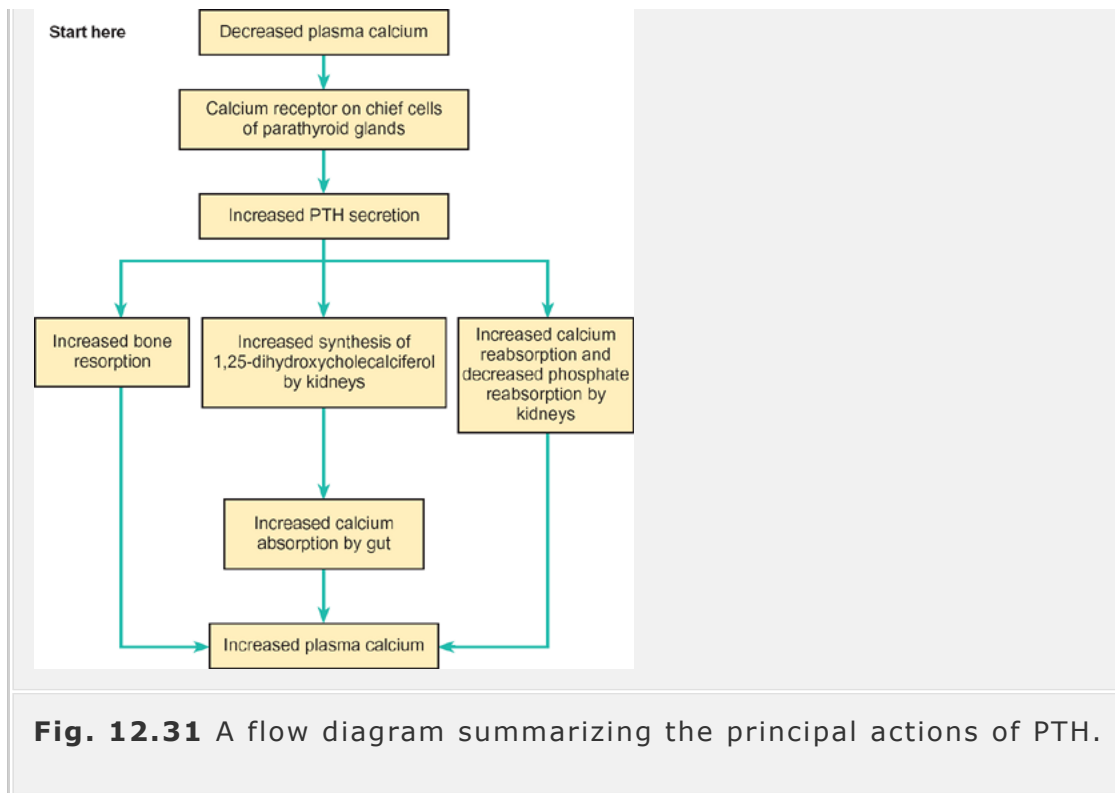 Start here
Decreased plasma calcium
Calcium receptor on chief cells
of parathyroid glands
Increased PTH secretion
Increased bone
resorption
Increased synthesis of
1,25-dihydroxycholecalciferol
by kidneys
Increased calcium
reabsorption and
decreased phosphate
reabsorption by
kidneys
Increased calcium
absorption by gut
Increased plasma calcium
Fig. 12.31 A flow diagram summarizing the principal actions of PTH.